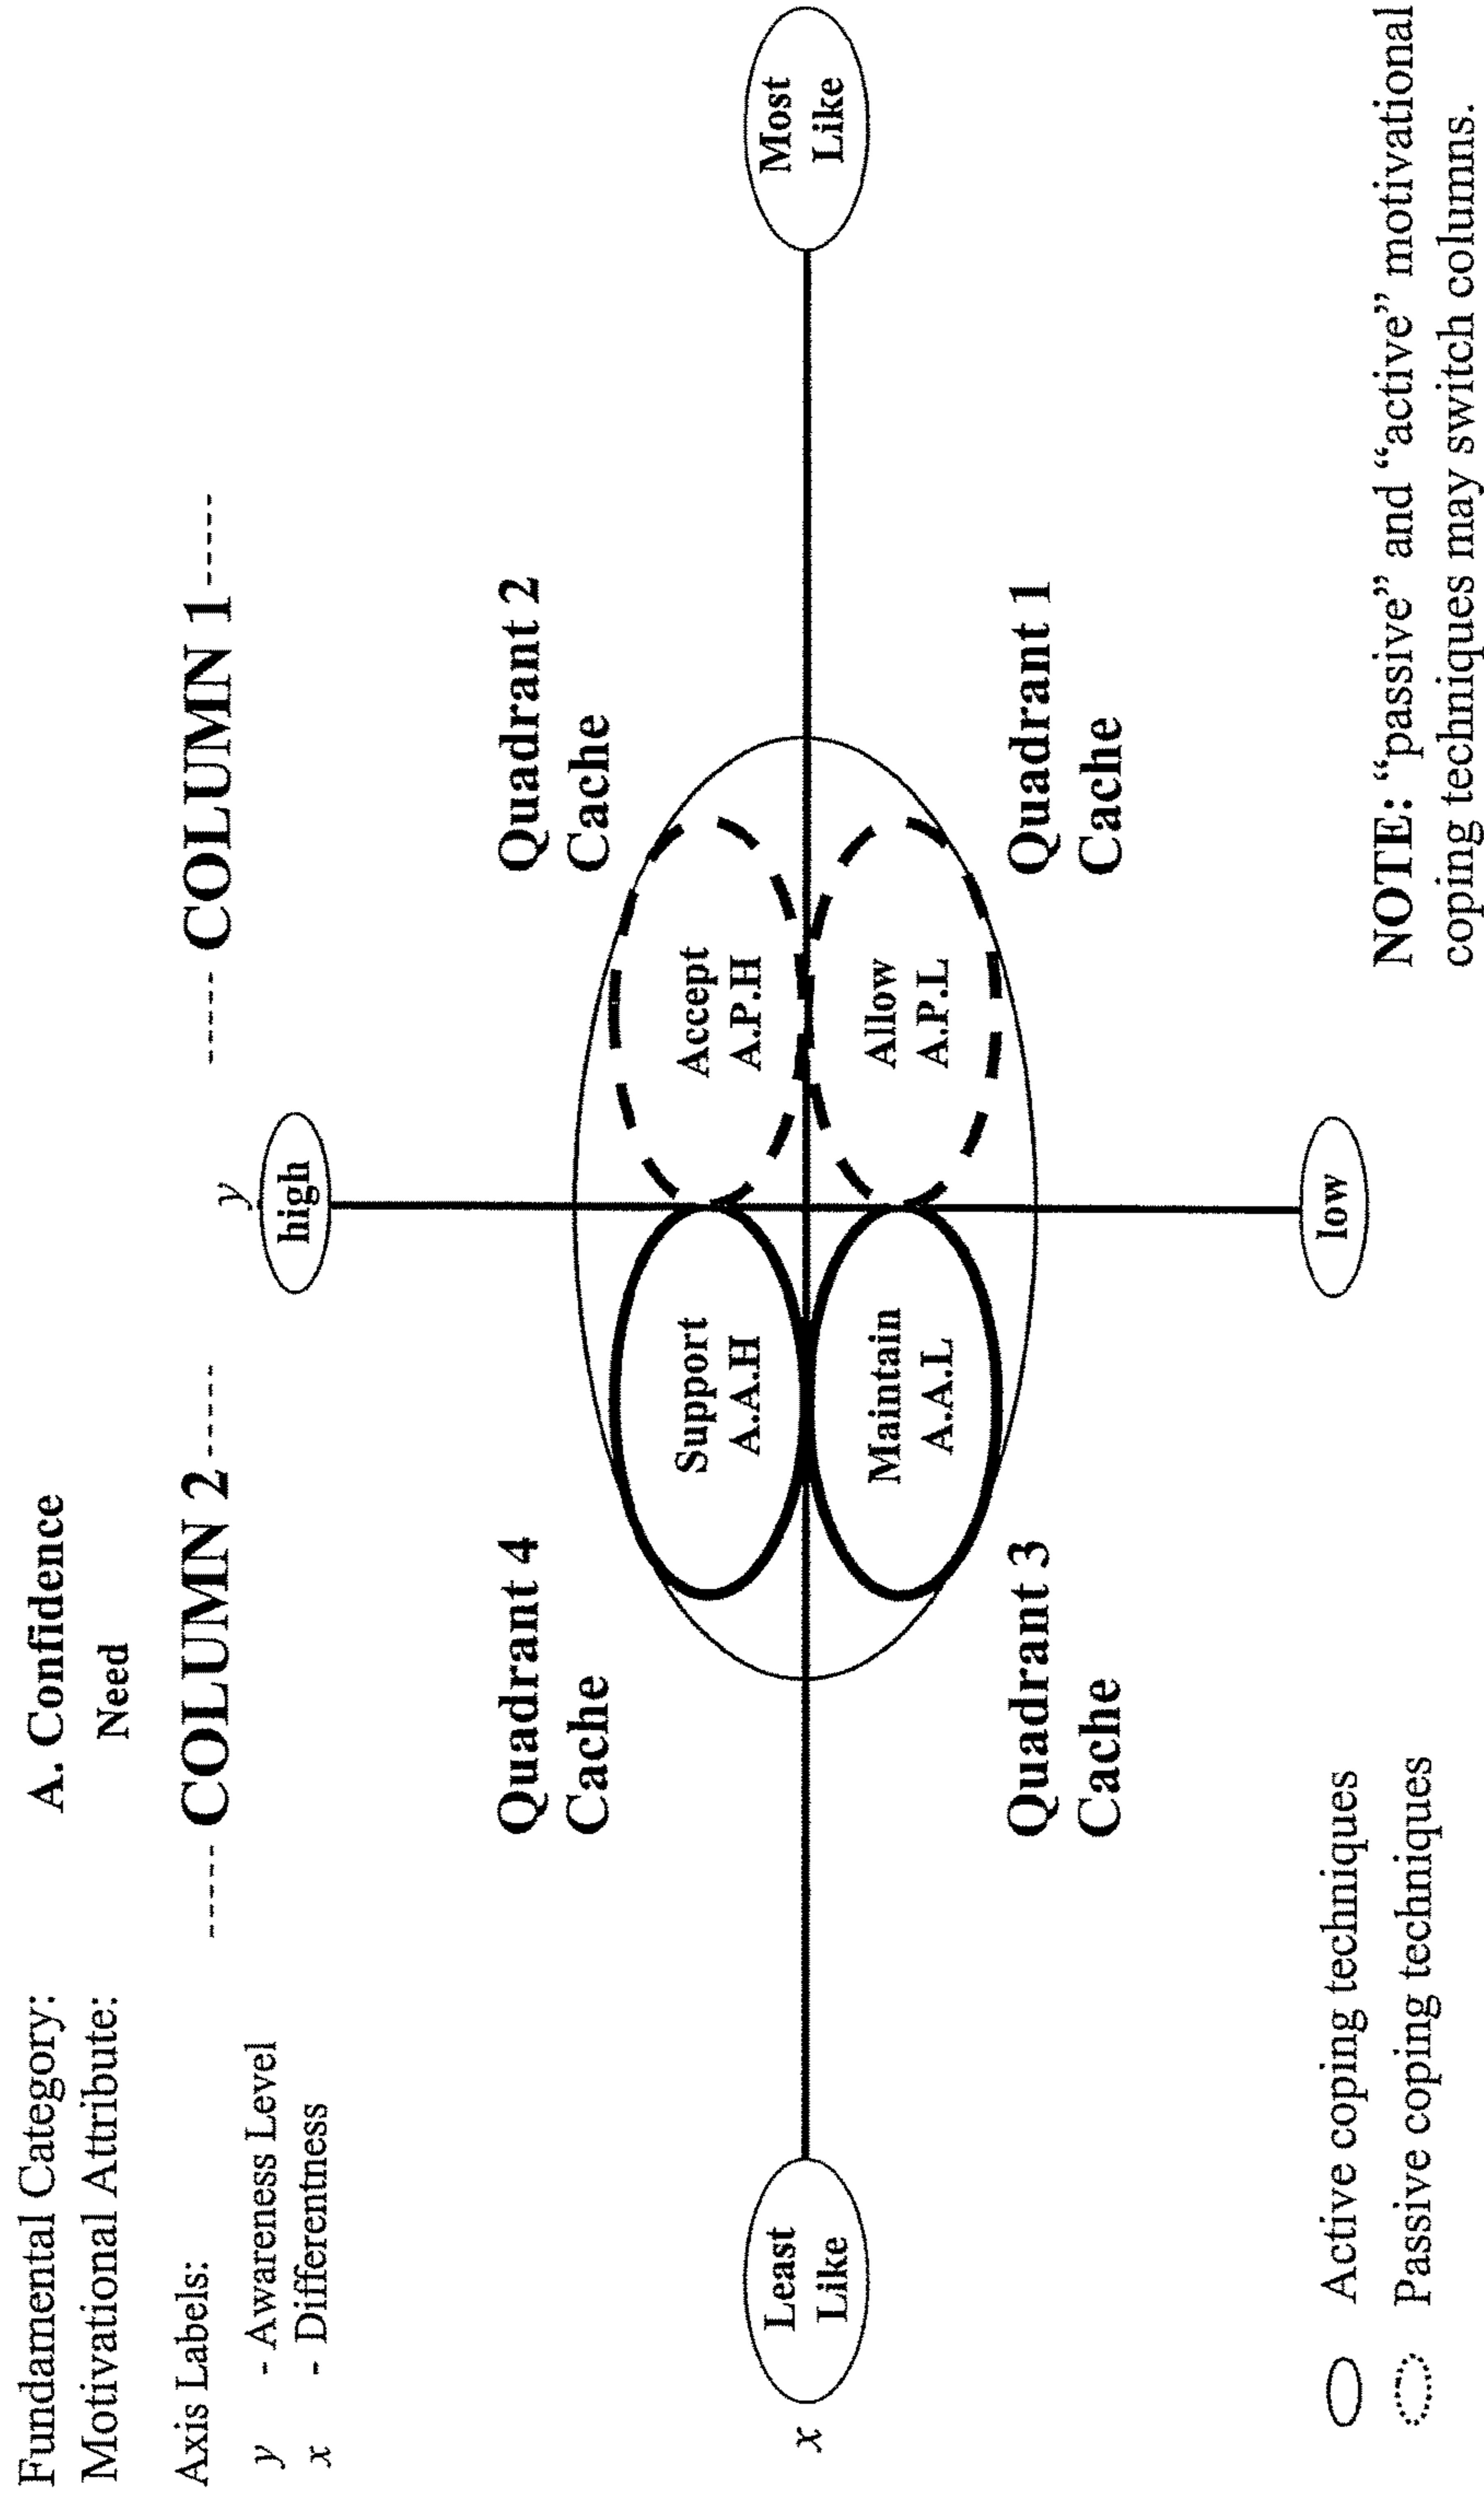 Fundamental Category: A. Confidence
Motivational Attribute: Need
Axis Labels:
y - Awareness Level
x - Differentness
----- COLUMN 2 -----
----- COLUMN 1 -----
y
high
Quadrant 4
Cache
Quadrant 2
Cache
Support
A.A.H
Accept
A.P.H
x
Least
Like
Most
Like
Maintain
A.A.L
Allow
A.P.L
Quadrant 3
Cache
Quadrant 1
Cache
low
Active coping techniques
Passive coping techniques
NOTE: “passive” and “active” motivational
coping techniques may switch columns.